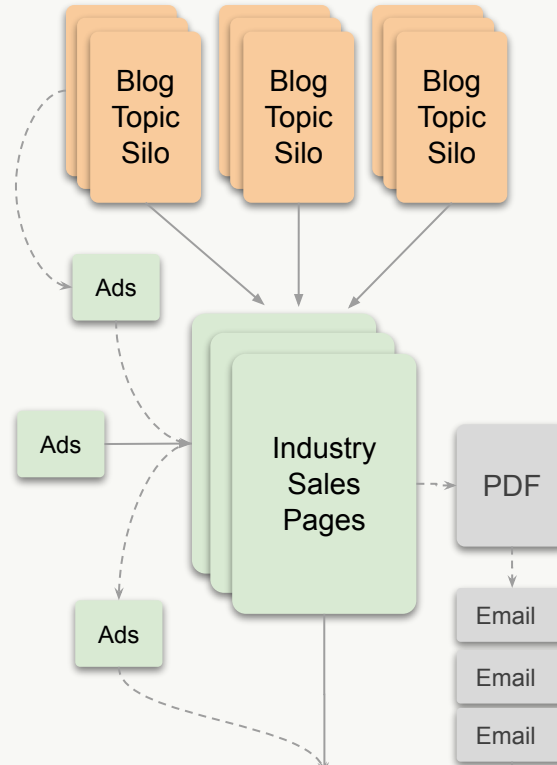 Blog
Topic
Silo
Blog
Topic
Silo
Blog
Topic
Silo
Ads
Ads
Industry
Sales
Pages
PDF
Email
Ads
Email
Email